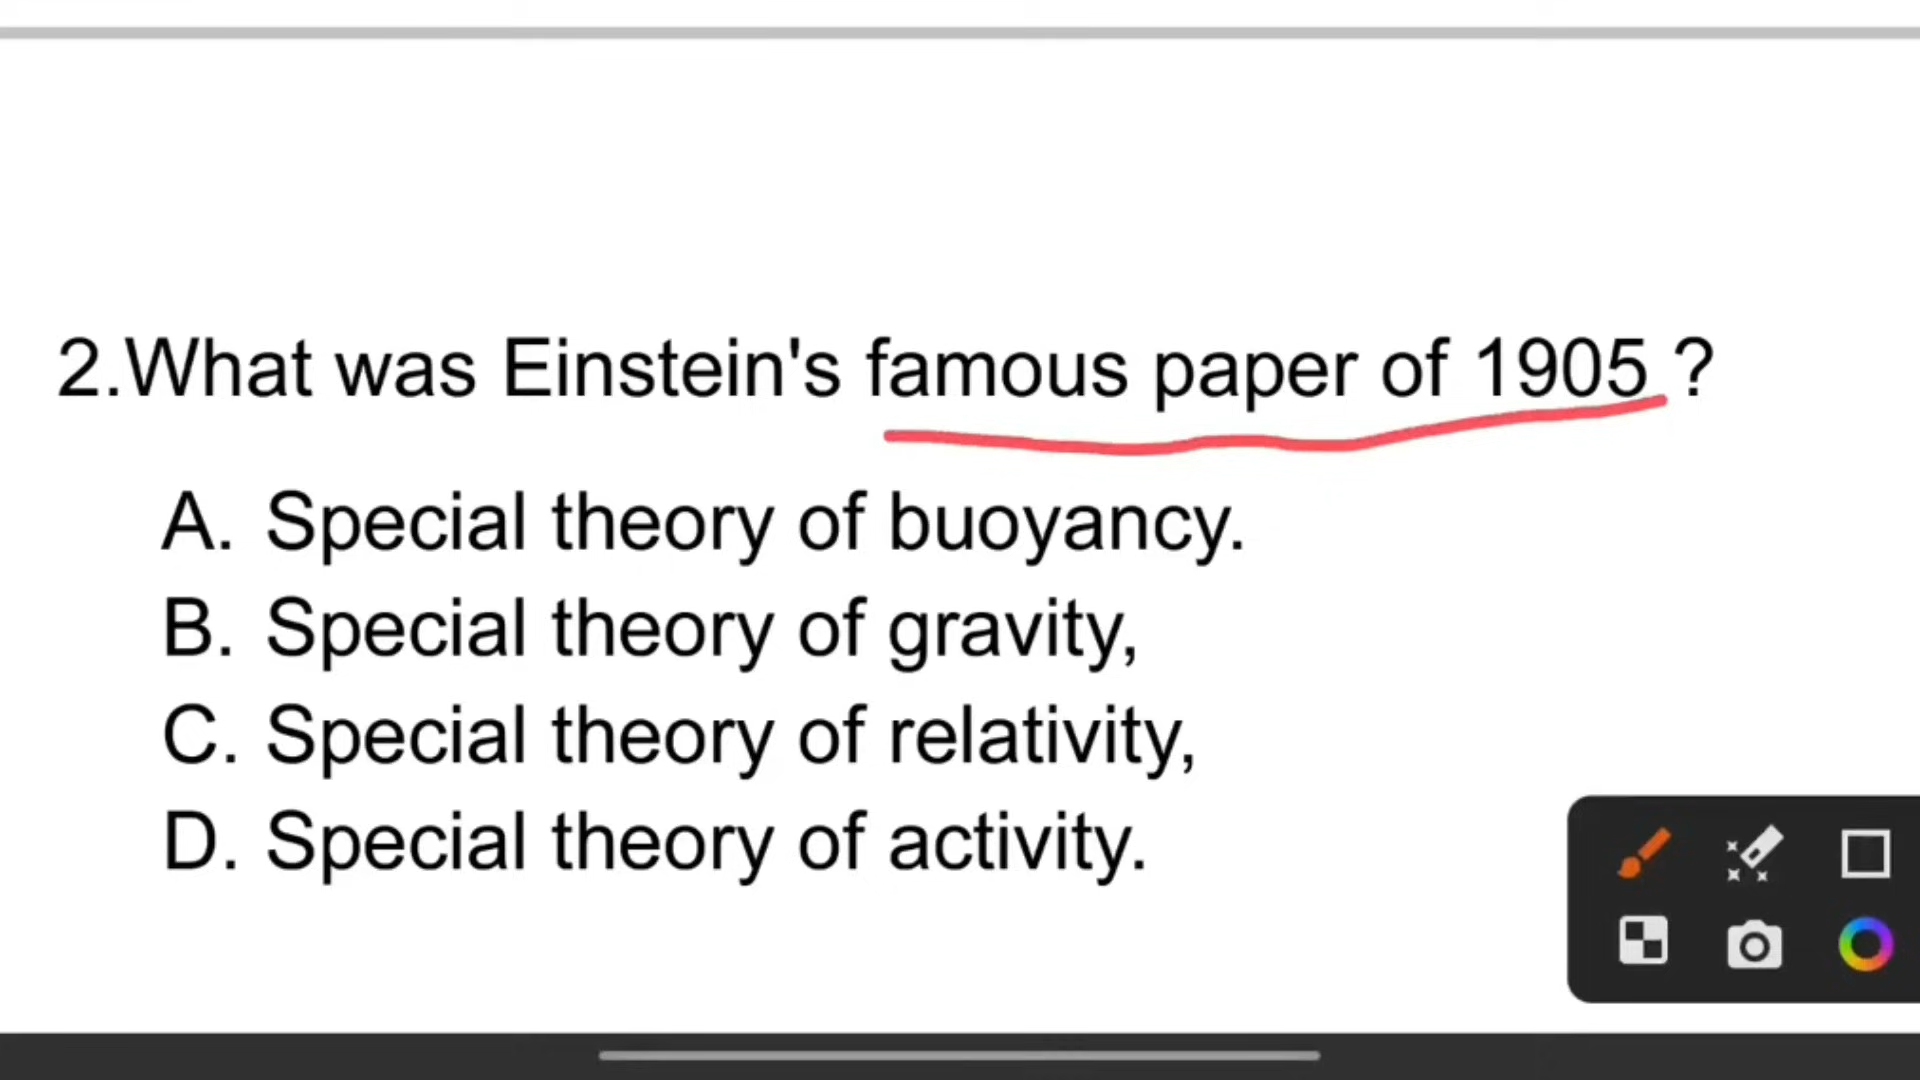 2.What was Einstein's famous paper of 1905 ?
A. Special theory of buoyancy.
B. Special theory of gravity,
C. Special theory of relativity,
D. Special theory of activity.